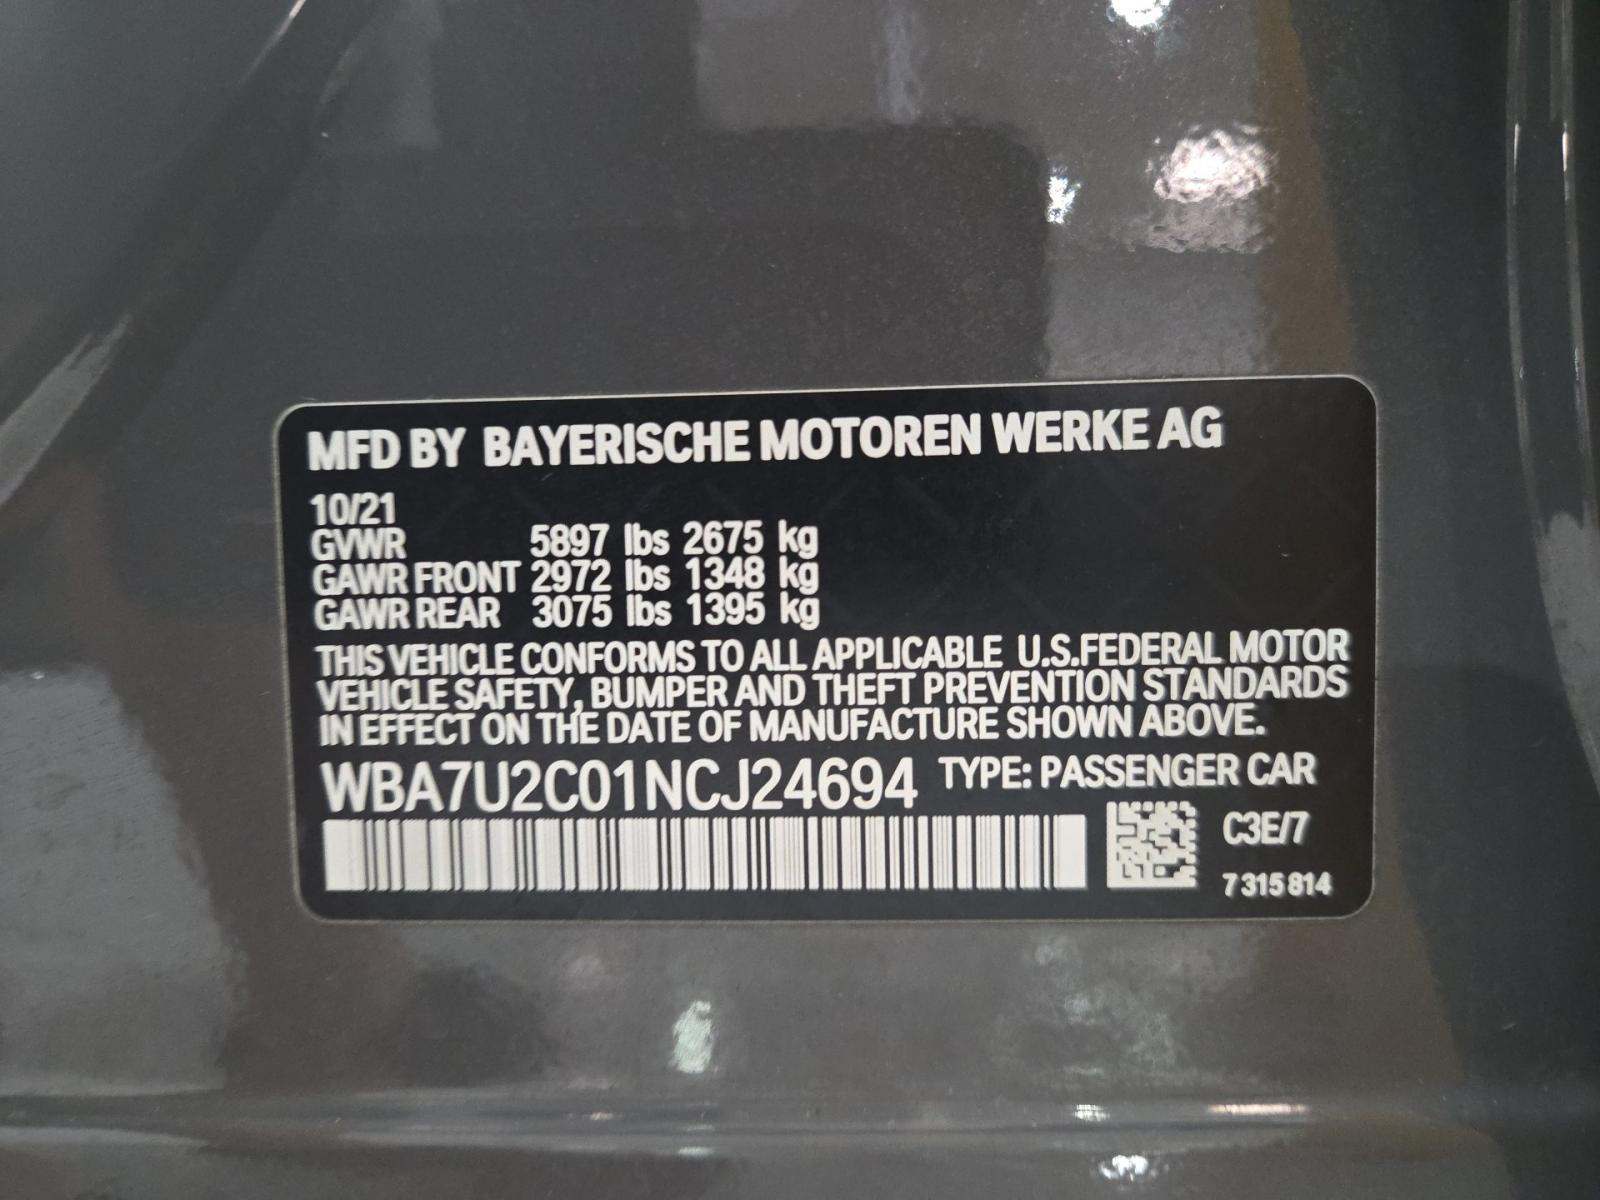 MFD BY BAYERISCHE MOTOREN WERKE AG
10/21
GVWR 5897 lbs 2675 kg
GAWR FRONT 2972 lbs 1348 kg
GAWR REAR 3075 lbs 1395 kg
THIS VEHICLE CONFORMS TO ALL APPLICABLE U.S.FEDERAL MOTOR
VEHICLE SAFETY, BUMPER AND THEFT PREVENTION STANDARDS
IN EFFECT ON THE DATE OF MANUFACTURE SHOWN ABOVE.
WBA7U2C01NCJ24694 TYPE: PASSENGER CAR
C3E/7
7 315 814